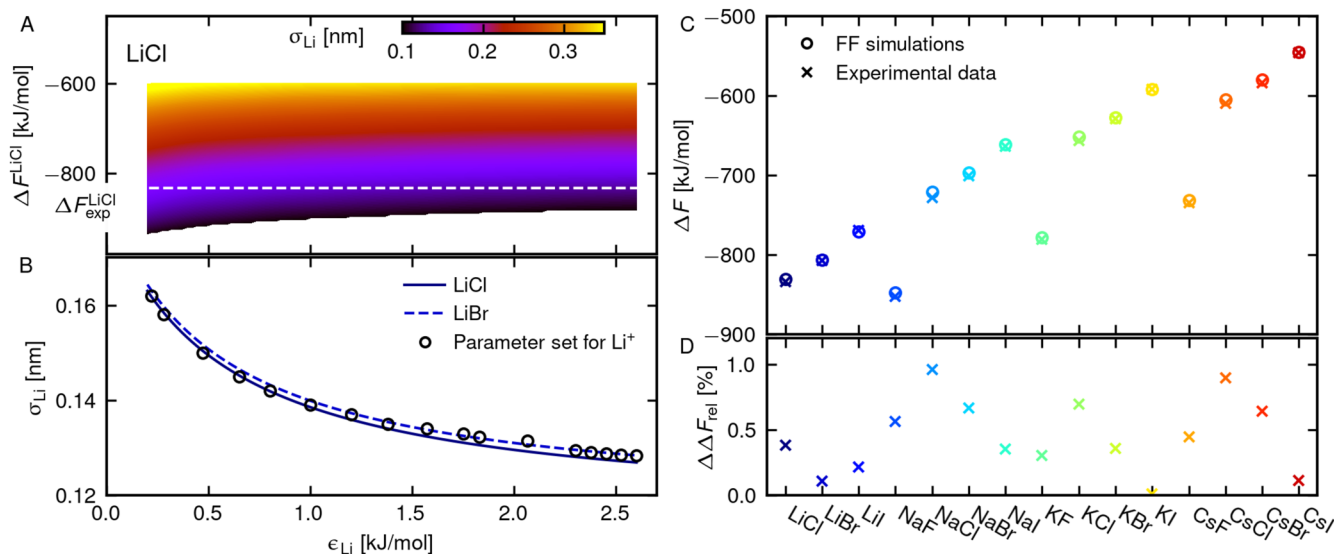 A
LiCl
σLi [nm]
0.1 0.2 0.3
ΔF^LiCl [kJ/mol]
−600
−800
ΔF^LiCl_exp
B
LiCl
LiBr
Parameter set for Li⁺
σLi [nm]
0.16
0.14
0.12
0.0 0.5 1.0 1.5 2.0 2.5
ϵLi [kJ/mol]
C
FF simulations
Experimental data
ΔF [kJ/mol]
−500
−600
−700
−800
−900
D
ΔΔFrel [%]
1.0
0.5
0.0
LiCl LiBr LiI NaF NaCl NaBr NaI KF KCl KBr KI CsF CsCl CsBr CsI